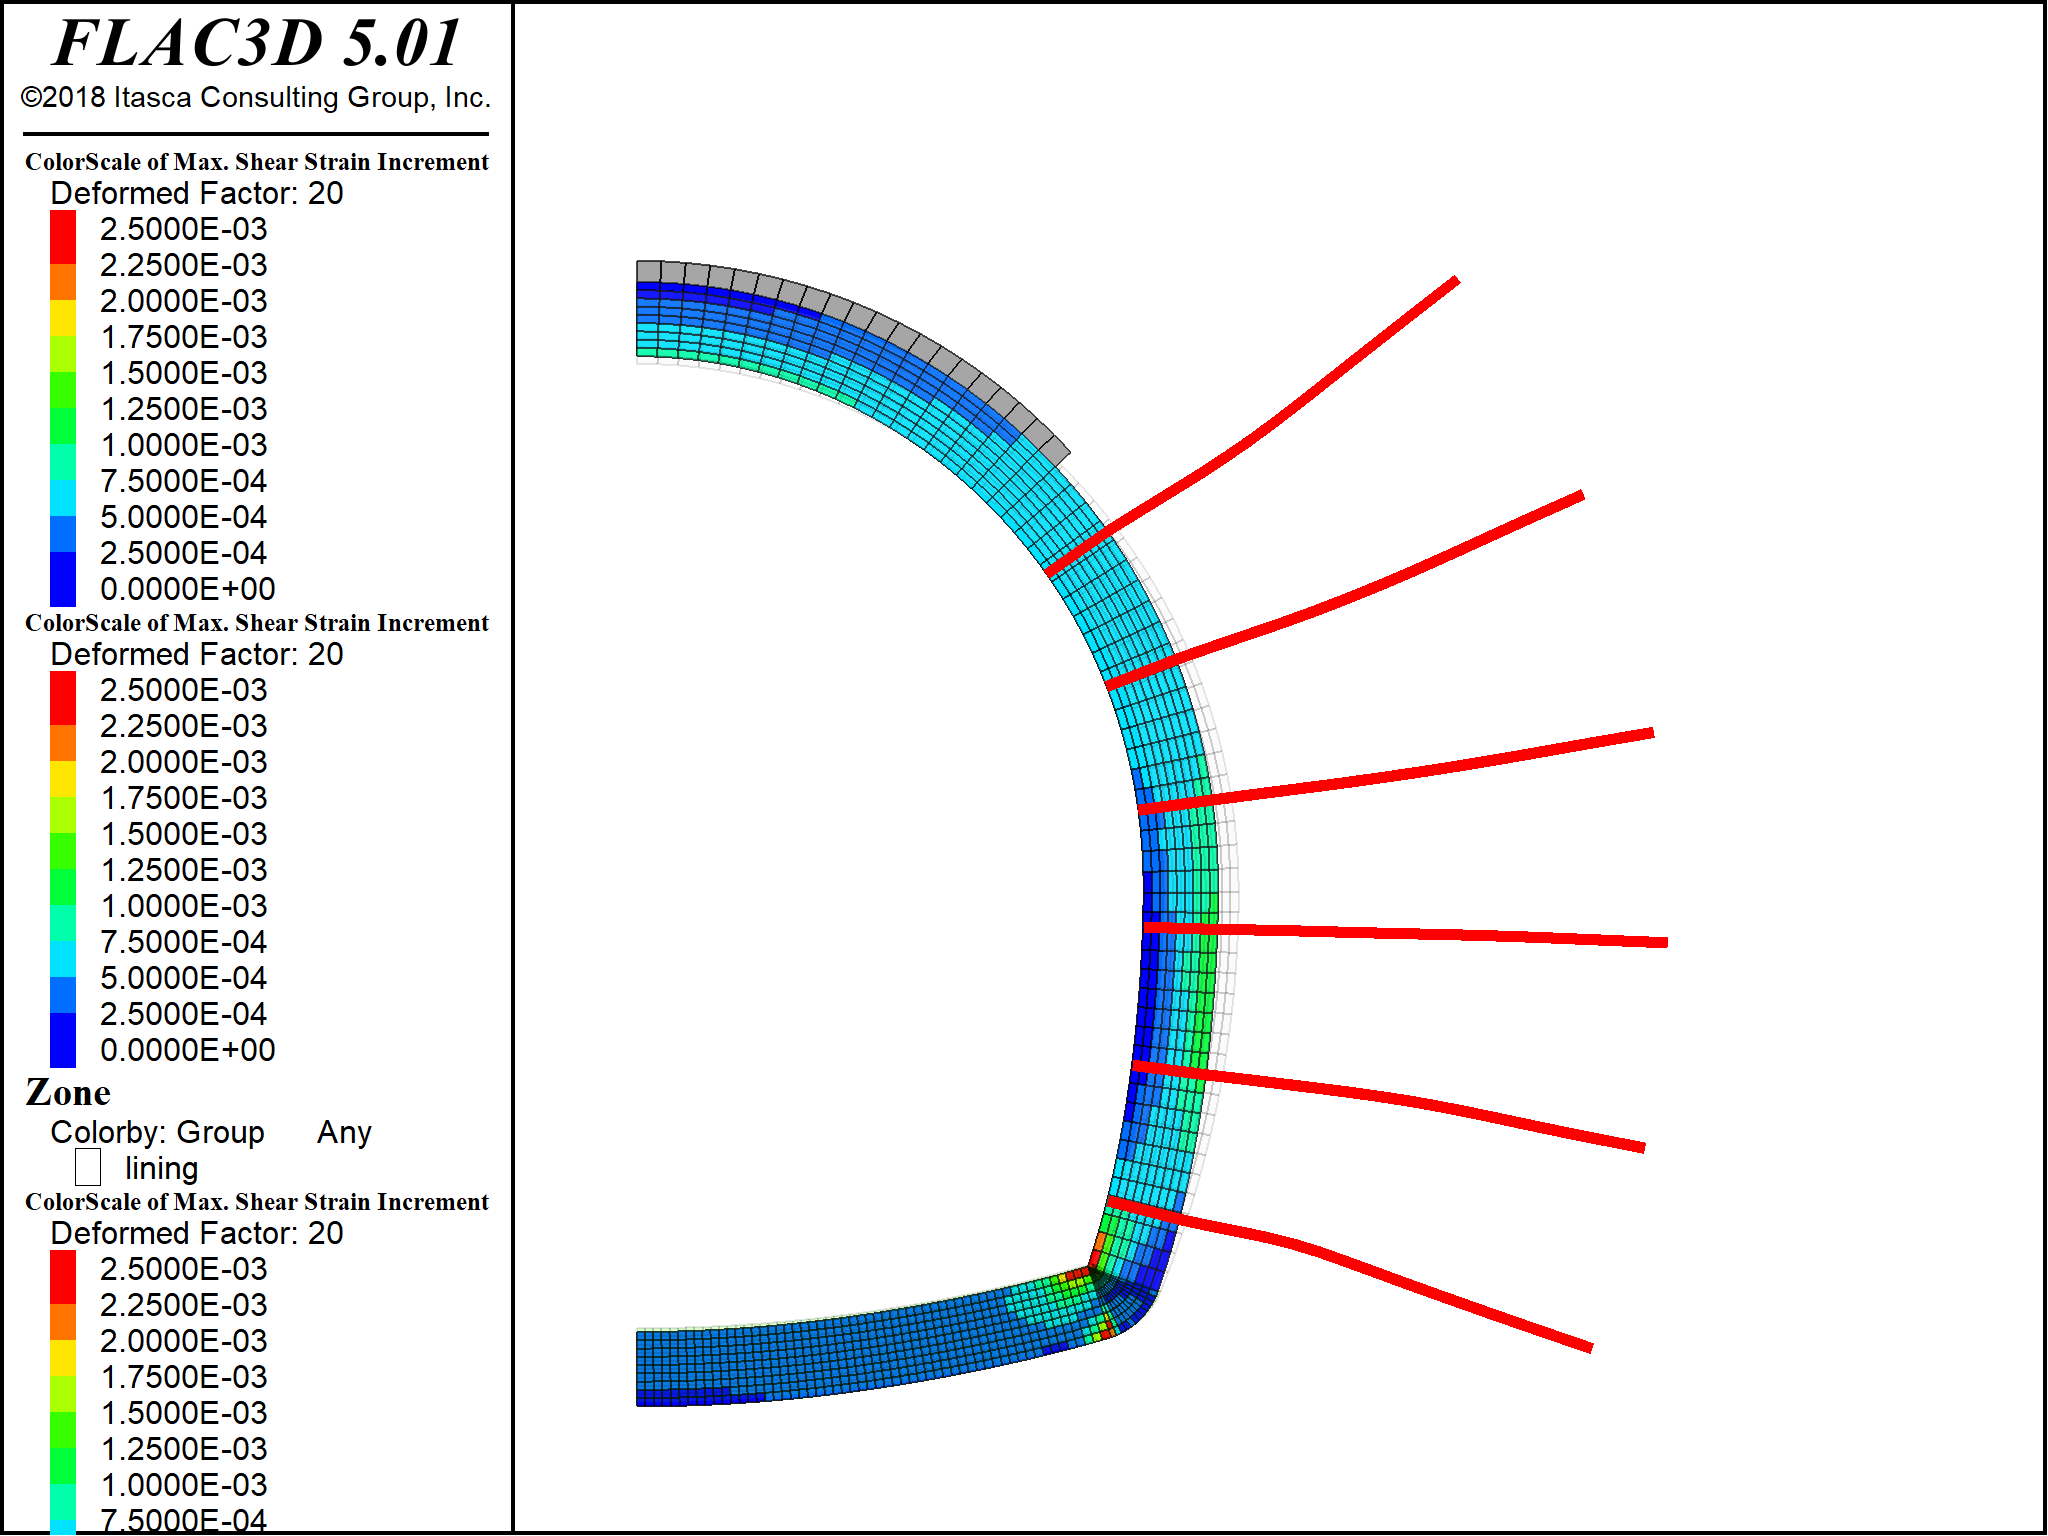 FLAC3D 5.01
©2018 Itasca Consulting Group, Inc.
ColorScale of Max. Shear Strain Increment
Deformed Factor: 20
2.5000E-03
2.2500E-03
2.0000E-03
1.7500E-03
1.5000E-03
1.2500E-03
1.0000E-03
7.5000E-04
5.0000E-04
2.5000E-04
0.0000E+00
ColorScale of Max. Shear Strain Increment
Deformed Factor: 20
2.5000E-03
2.2500E-03
2.0000E-03
1.7500E-03
1.5000E-03
1.2500E-03
1.0000E-03
7.5000E-04
5.0000E-04
2.5000E-04
0.0000E+00
Zone
Colorby: Group Any
lining
ColorScale of Max. Shear Strain Increment
Deformed Factor: 20
2.5000E-03
2.2500E-03
2.0000E-03
1.7500E-03
1.5000E-03
1.2500E-03
1.0000E-03
7.5000E-04